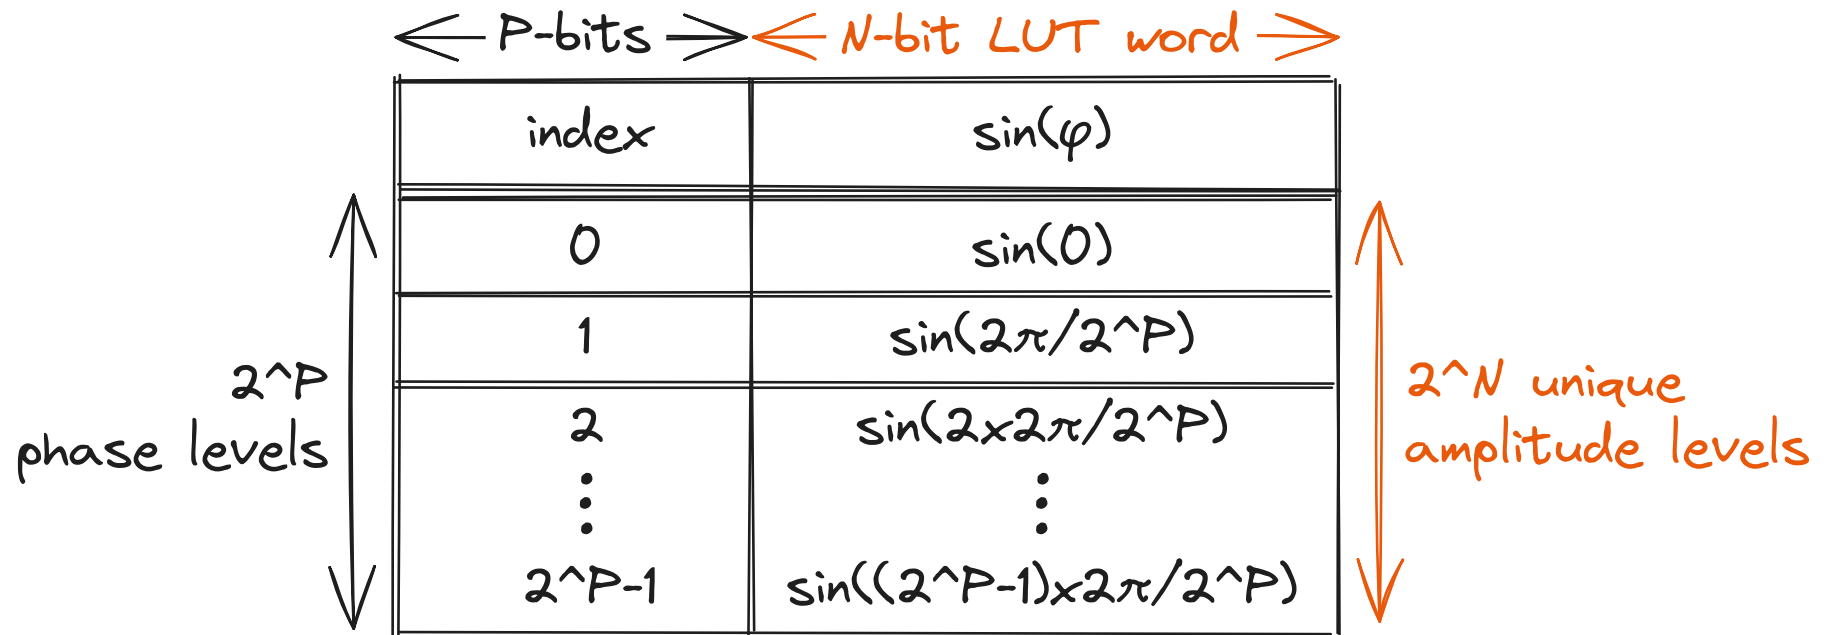 P-bits N-bit LUT word
index sin(φ)
0 sin(0)
1 sin(2π/2^P)
2^P
phase levels
2 sin(2x2π/2^P)
⋮ ⋮
2^P-1 sin((2^P-1)x2π/2^P)
2^N unique
amplitude levels